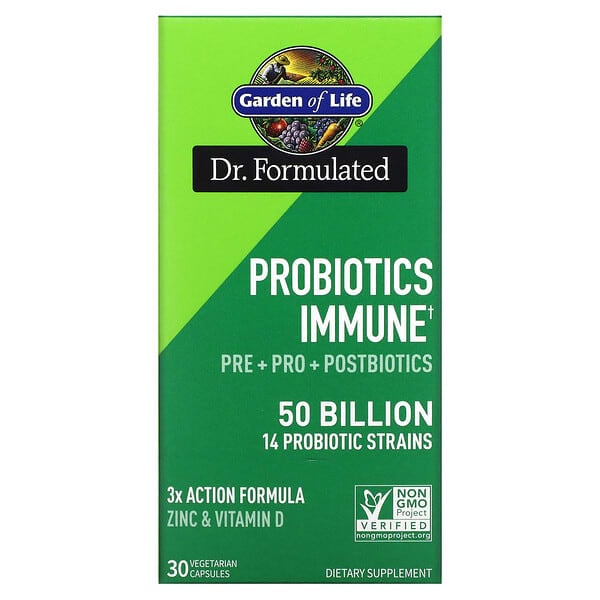 Garden of Life®
Dr. Formulated
PROBIOTICS
IMMUNE†
PRE + PRO + POSTBIOTICS
50 BILLION
14 PROBIOTIC STRAINS
3x ACTION FORMULA
ZINC & VITAMIN D
NON
GMO
Project
VERIFIED
nongmoproject.org
30 VEGETARIAN
CAPSULES
DIETARY SUPPLEMENT